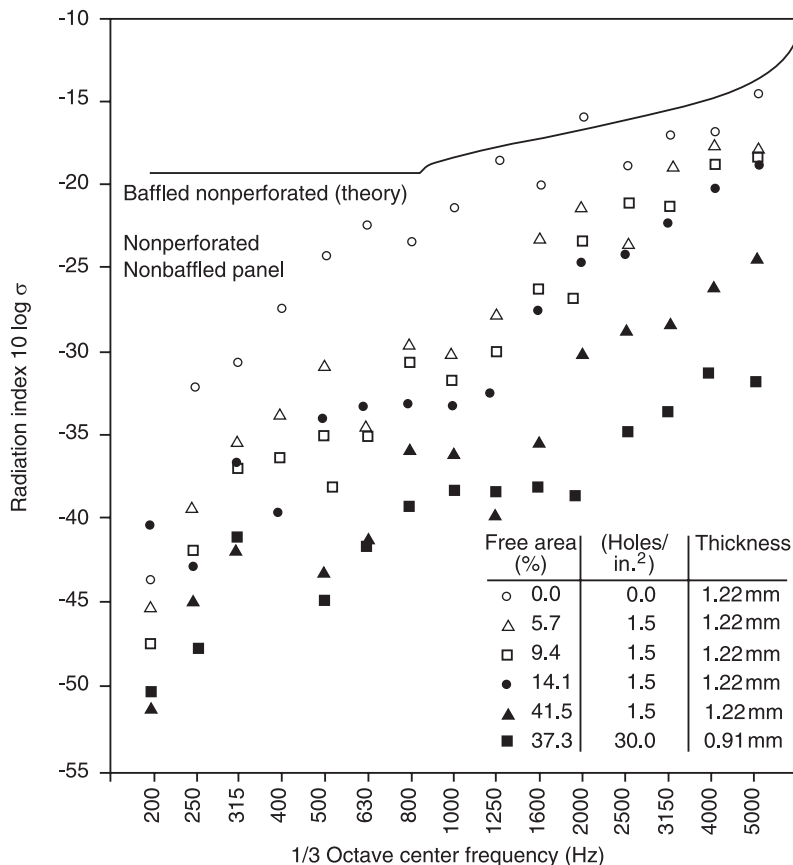 -10
-15
-20
-25
-30
-35
-40
-45
-50
-55
Radiation index 10 log σ
Baffled nonperforated (theory)
Nonperforated
Nonbaffled panel
Free area (Holes/ Thickness
(%) in.²)
0.0 0.0 1.22 mm
5.7 1.5 1.22 mm
9.4 1.5 1.22 mm
14.1 1.5 1.22 mm
41.5 1.5 1.22 mm
37.3 30.0 0.91 mm
200 250 315 400 500 630 800 1000 1250 1600 2000 2500 3150 4000 5000
1/3 Octave center frequency (Hz)